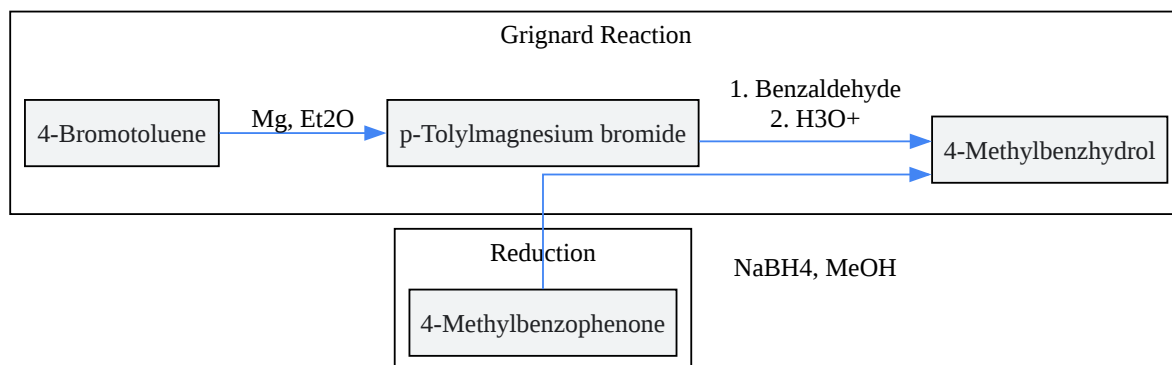 Grignard Reaction
4-Bromotoluene
Mg, Et2O
p-Tolylmagnesium bromide
1. Benzaldehyde
2. H3O+
4-Methylbenzhydrol
Reduction
NaBH4, MeOH
4-Methylbenzophenone